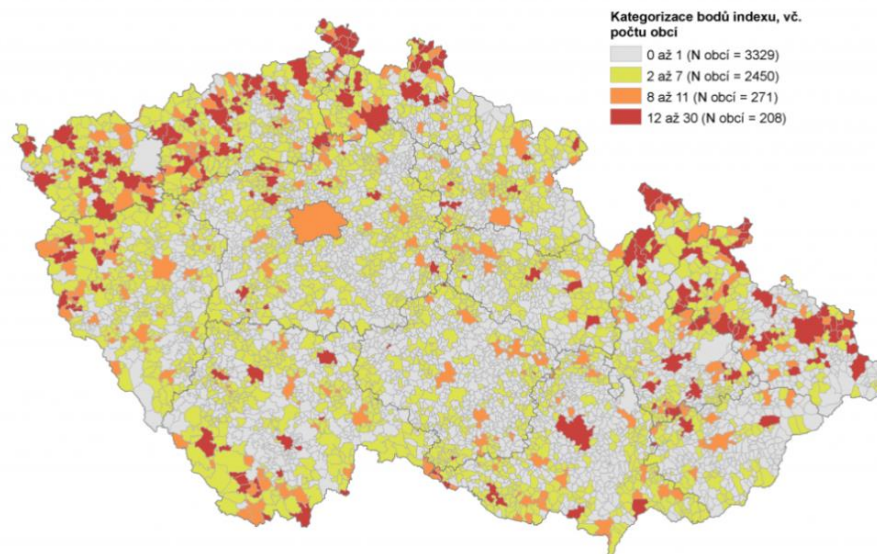 Kategorizace bodů indexu, vč.
počtu obcí
0 až 1 (N obcí = 3329)
2 až 7 (N obcí = 2450)
8 až 11 (N obcí = 271)
12 až 30 (N obcí = 208)